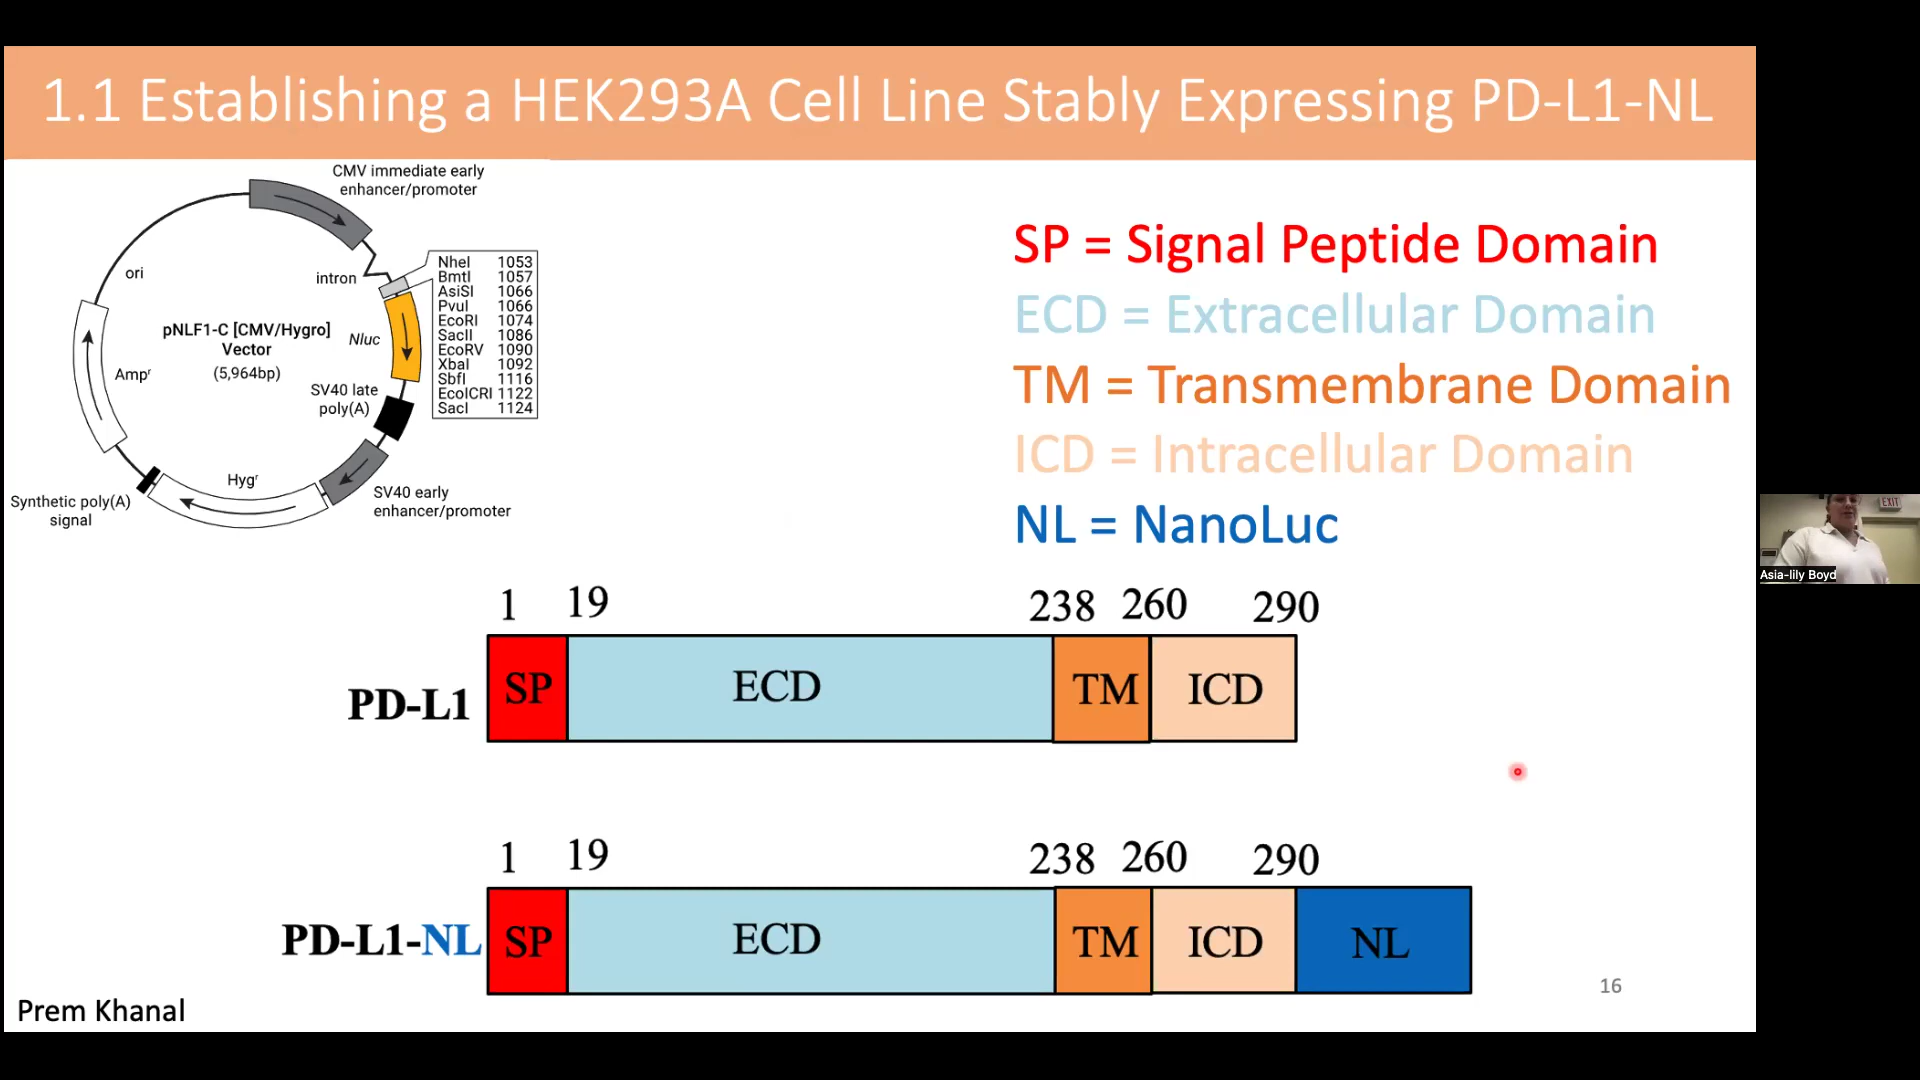 1.1 Establishing a HEK293A Cell Line Stably Expressing PD-L1-NL
CMV immediate early
enhancer/promoter
ori
intron
NheI 1053
BmtI 1057
AsiSI 1066
PvuI 1066
EcoRI 1074
SacII 1086
EcoRV 1090
XbaI 1092
SbfI 1116
EcoICRI 1122
SacI 1124
pNLF1-C [CMV/Hygro]
Vector
(5,964bp)
Nluc
Ampʳ
SV40 late
poly(A)
Hygʳ
Synthetic poly(A)
signal
SV40 early
enhancer/promoter
SP = Signal Peptide Domain
ECD = Extracellular Domain
TM = Transmembrane Domain
ICD = Intracellular Domain
NL = NanoLuc
EXIT
Asia-lily Boyd
1 19 238 260 290
PD-L1 SP ECD TM ICD
1 19 238 260 290
PD-L1-NL SP ECD TM ICD NL
16
Prem Khanal